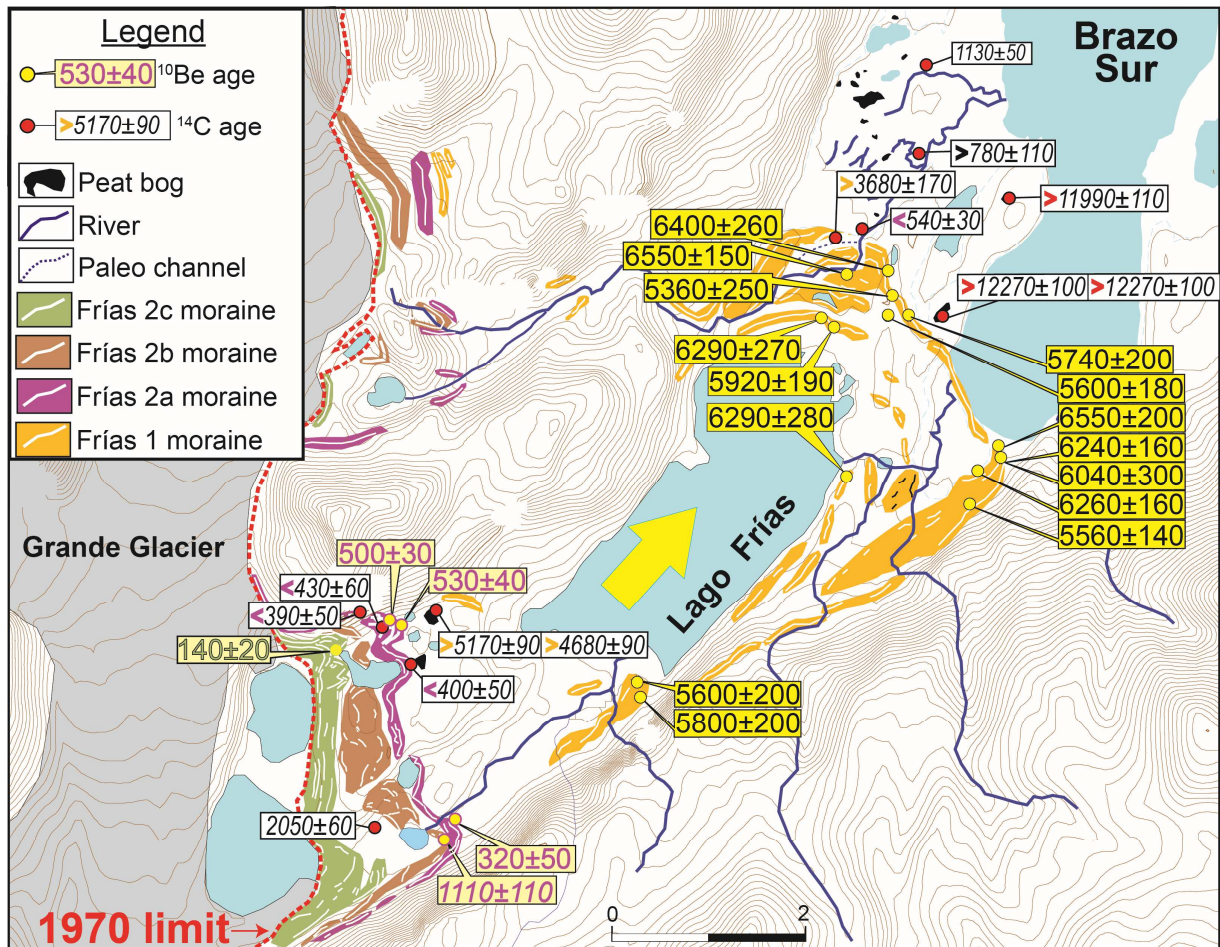 Legend
530±40 ¹⁰Be age
>5170±90 ¹⁴C age
Peat bog
River
Paleo channel
Frías 2c moraine
Frías 2b moraine
Frías 2a moraine
Frías 1 moraine
Brazo
Sur
1130±50
>780±110
>3680±170
>11990±110
<540±30
6400±260
6550±150
5360±250
>12270±100 >12270±100
6290±270
5920±190
6290±280
5740±200
5600±180
6550±200
6240±160
6040±300
6260±160
5560±140
Grande Glacier
Lago Frías
500±30
530±40
<430±60
<390±50
140±20
>5170±90 >4680±90
<400±50
5600±200
5800±200
2050±60
320±50
1110±110
1970 limit→
0 2